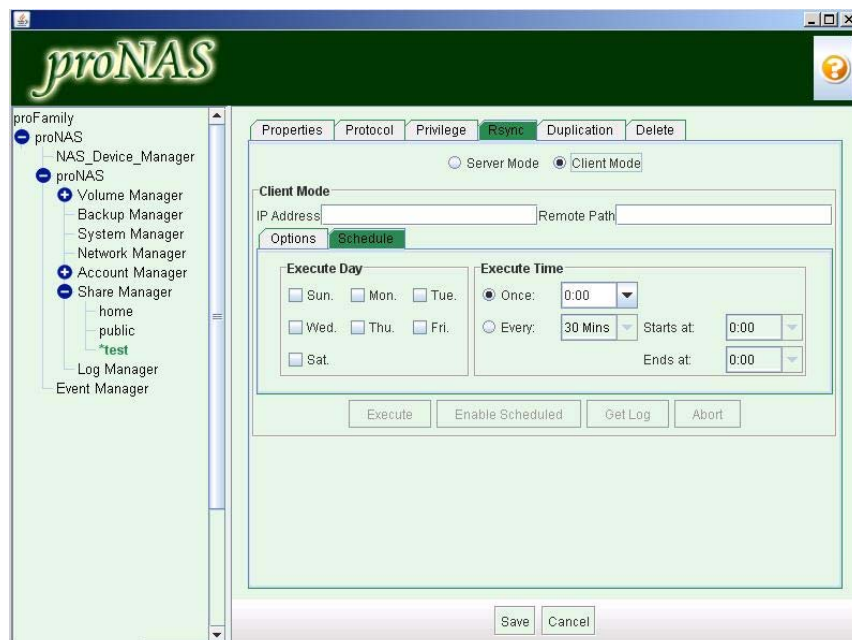 proNAS
proFamily
proNAS
NAS_Device_Manager
proNAS
Volume Manager
Backup Manager
System Manager
Network Manager
Account Manager
Share Manager
home
public
*test
Log Manager
Event Manager
Properties Protocol Privilege Rsync Duplication Delete
Server Mode Client Mode
Client Mode
IP Address Remote Path
Options Schedule
Execute Day
Sun. Mon. Tue.
Wed. Thu. Fri.
Sat.
Execute Time
Once: 0:00
Every: 30 Mins Starts at: 0:00
Ends at: 0:00
Execute Enable Scheduled Get Log Abort
Save Cancel